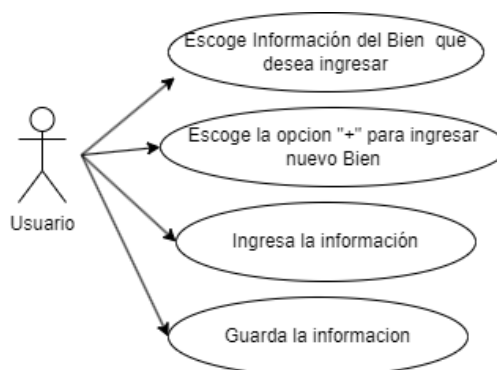 Escoge Información del Bien que
desea ingresar
Escoge la opcion "+" para ingresar
nuevo Bien
Usuario
Ingresa la información
Guarda la informacion